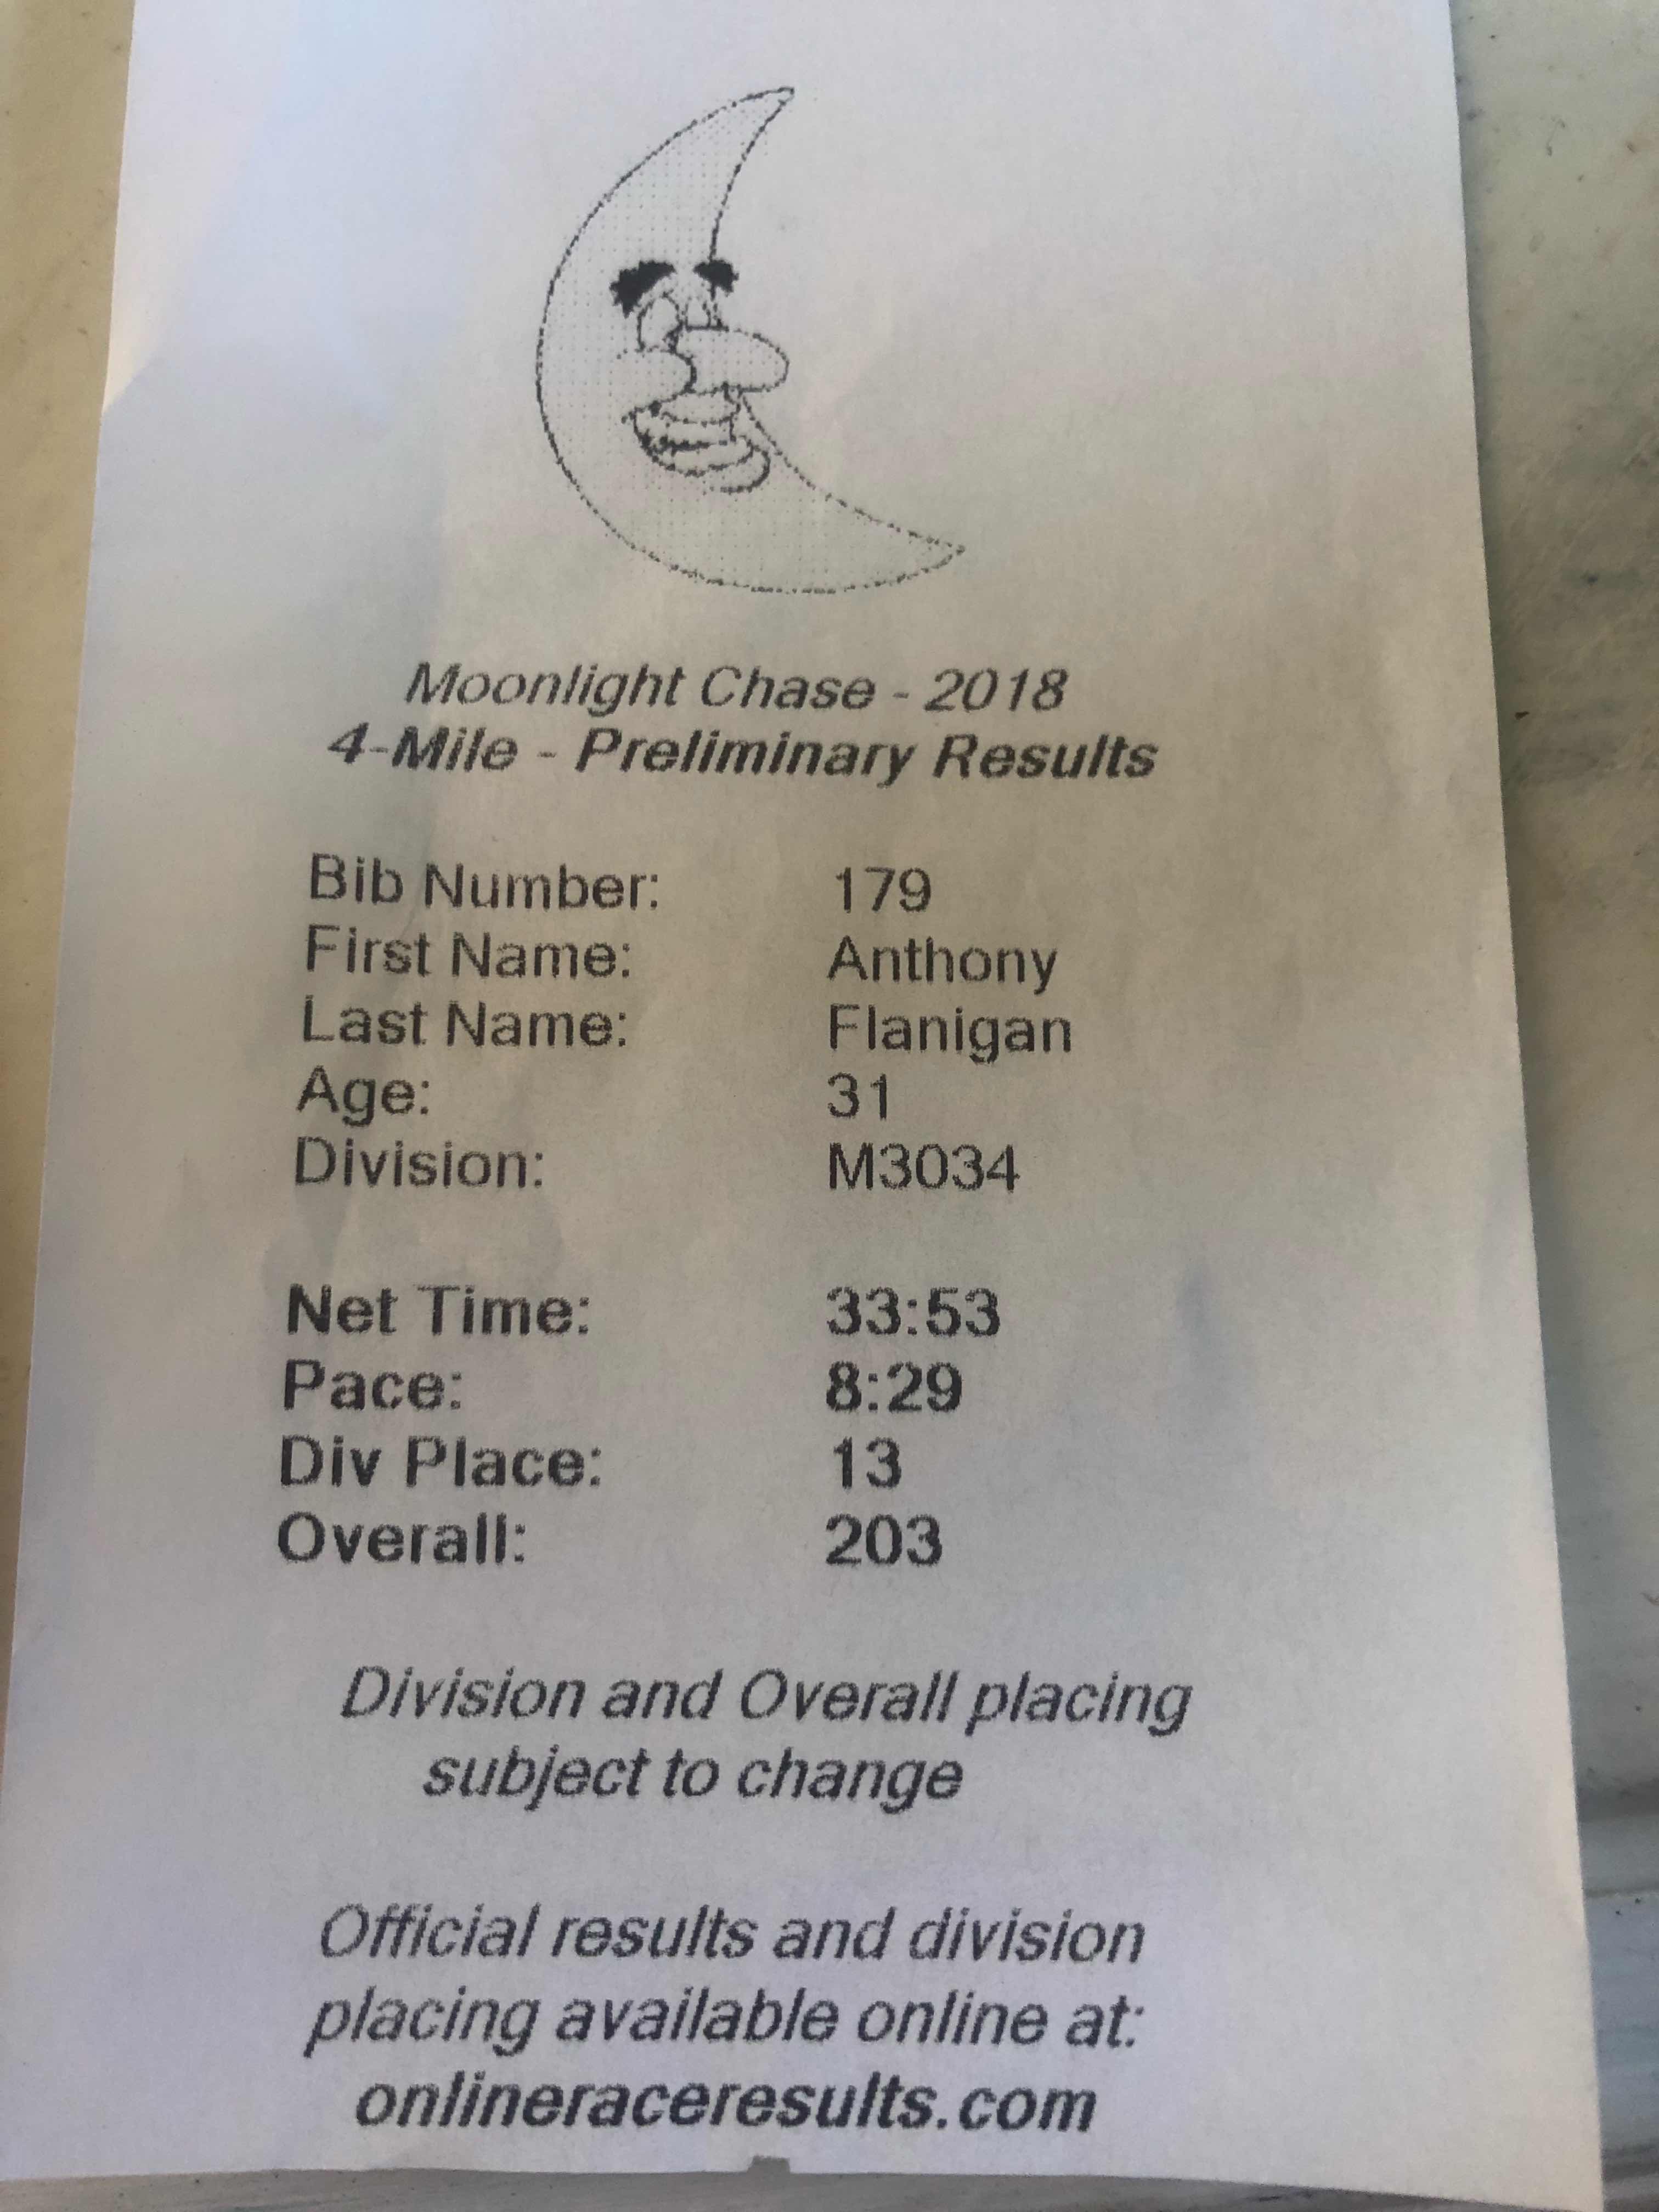 Moonlight Chase - 2018
4-Mile - Preliminary Results
Bib Number: 179
First Name: Anthony
Last Name: Flanigan
Age: 31
Division: M3034
Net Time: 33:53
Pace: 8:29
Div Place: 13
Overall: 203
Division and Overall placing
subject to change
Official results and division
placing available online at:
onlineraceresults.com